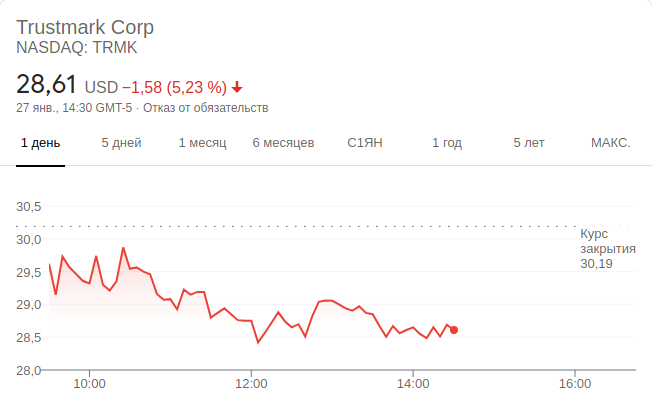 Trustmark Corp
NASDAQ: TRMK
28,61 USD −1,58 (5,23 %)
27 янв., 14:30 GMT-5 · Отказ от обязательств
1 день 5 дней 1 месяц 6 месяцев С1ЯН 1 год 5 лет МАКС.
30,5
30,0
29,5
29,0
28,5
28,0
Курс
закрытия
30,19
10:00 12:00 14:00 16:00